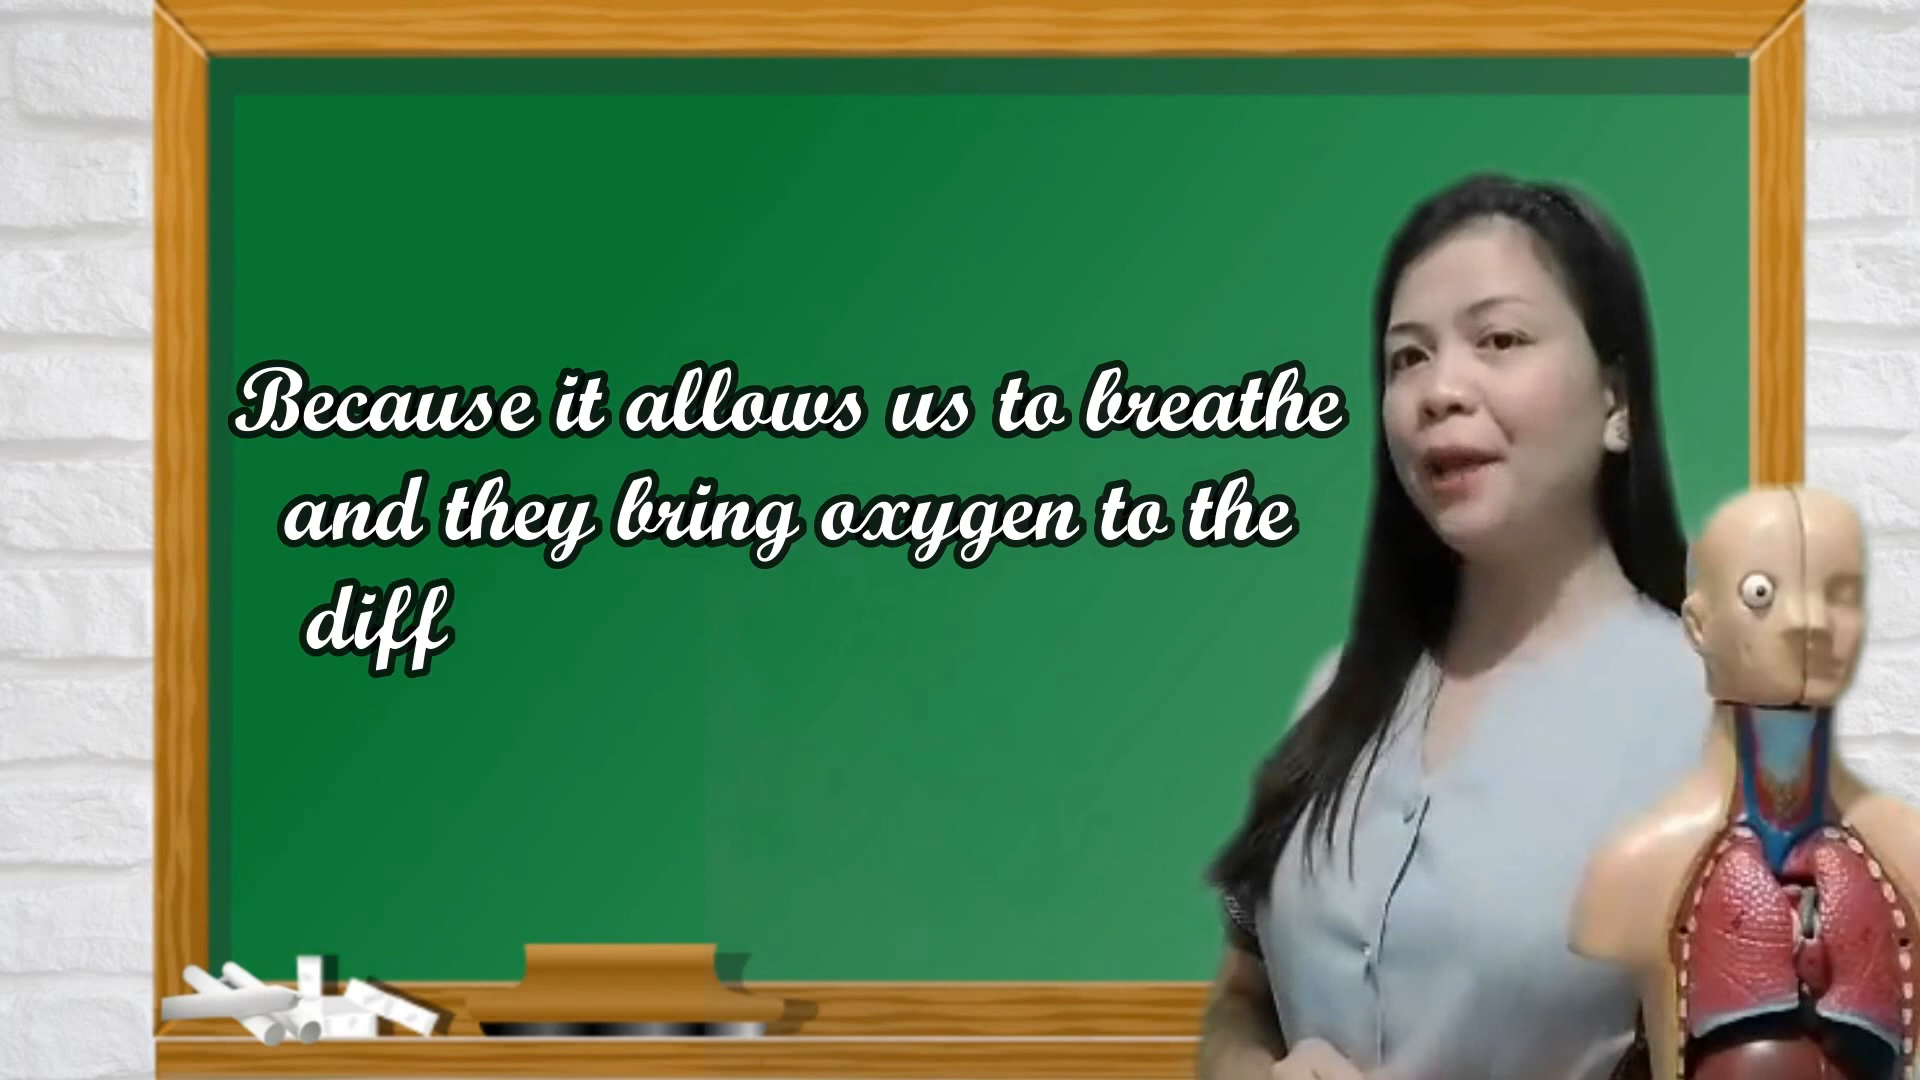 Because it allows us to breathe
and they bring oxygen to the
diff